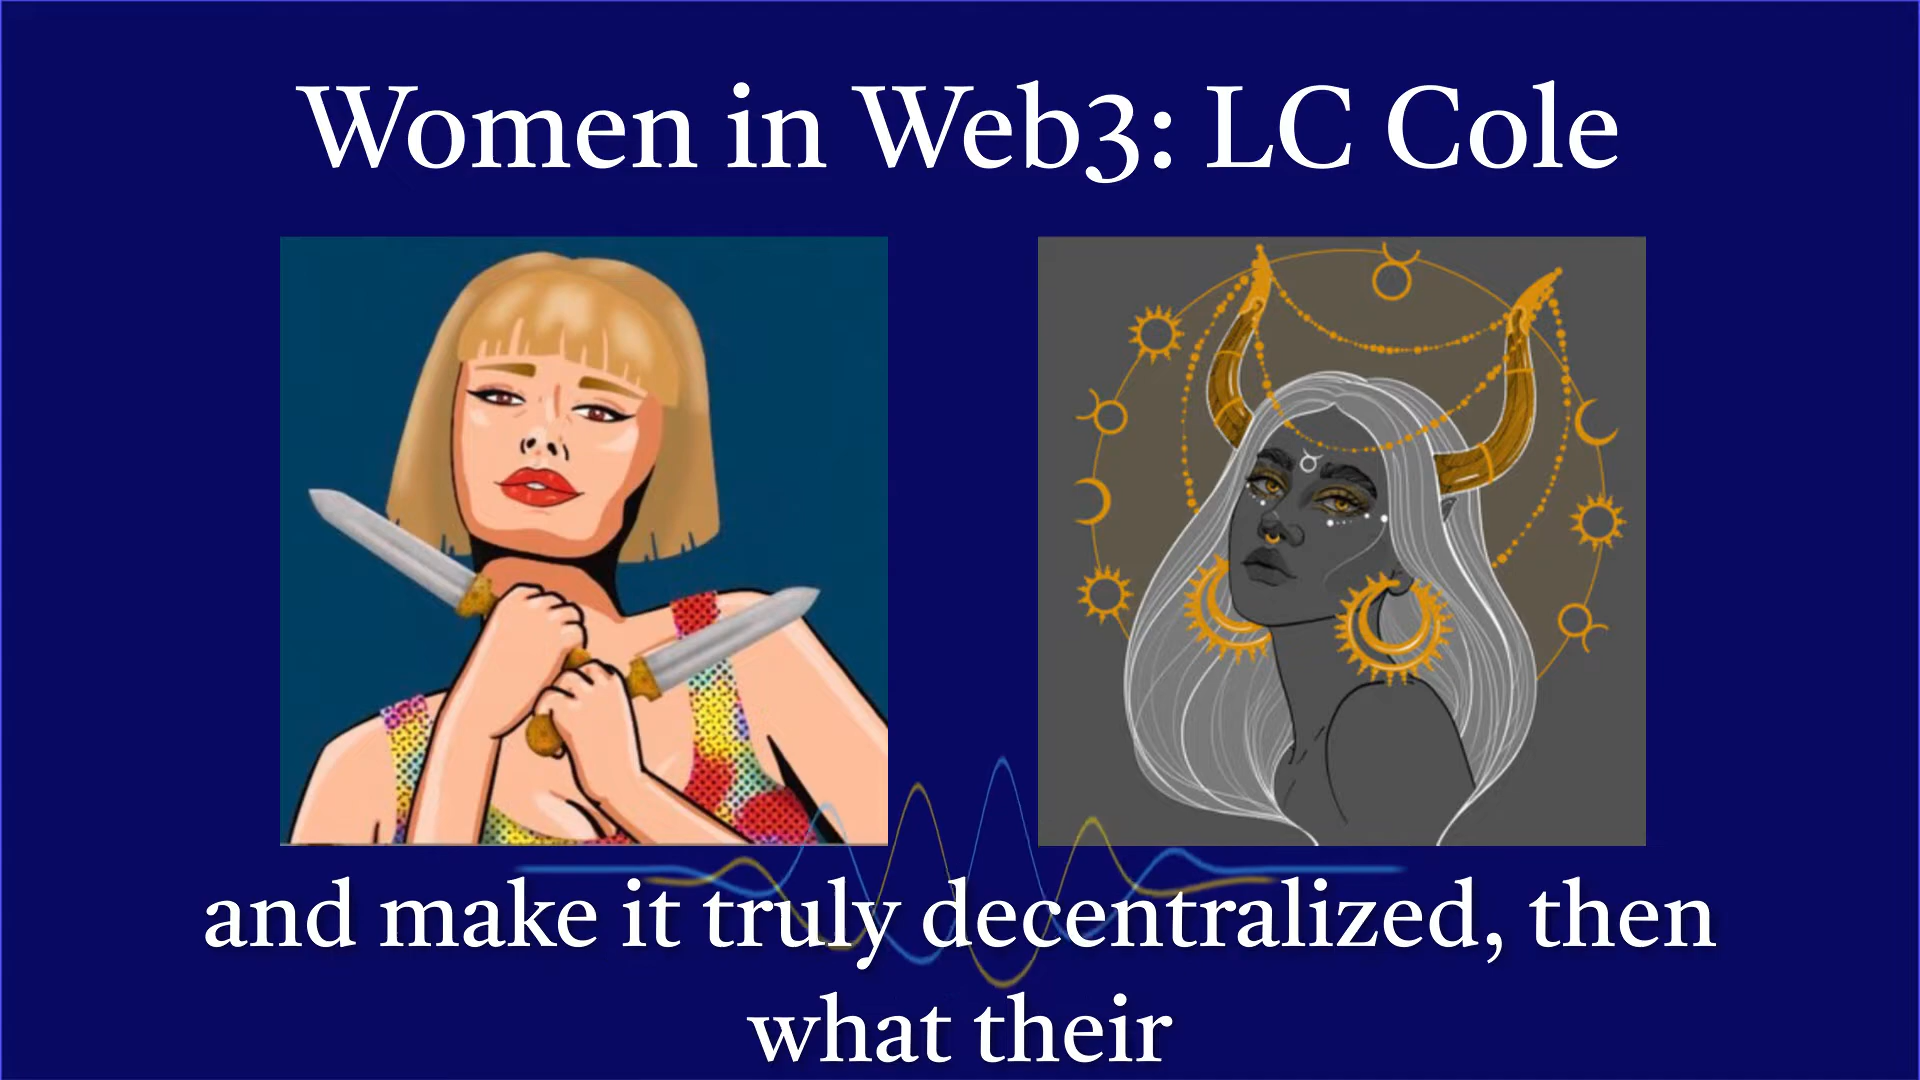 Women in Web3: LC Cole
and make it truly decentralized, then
what their